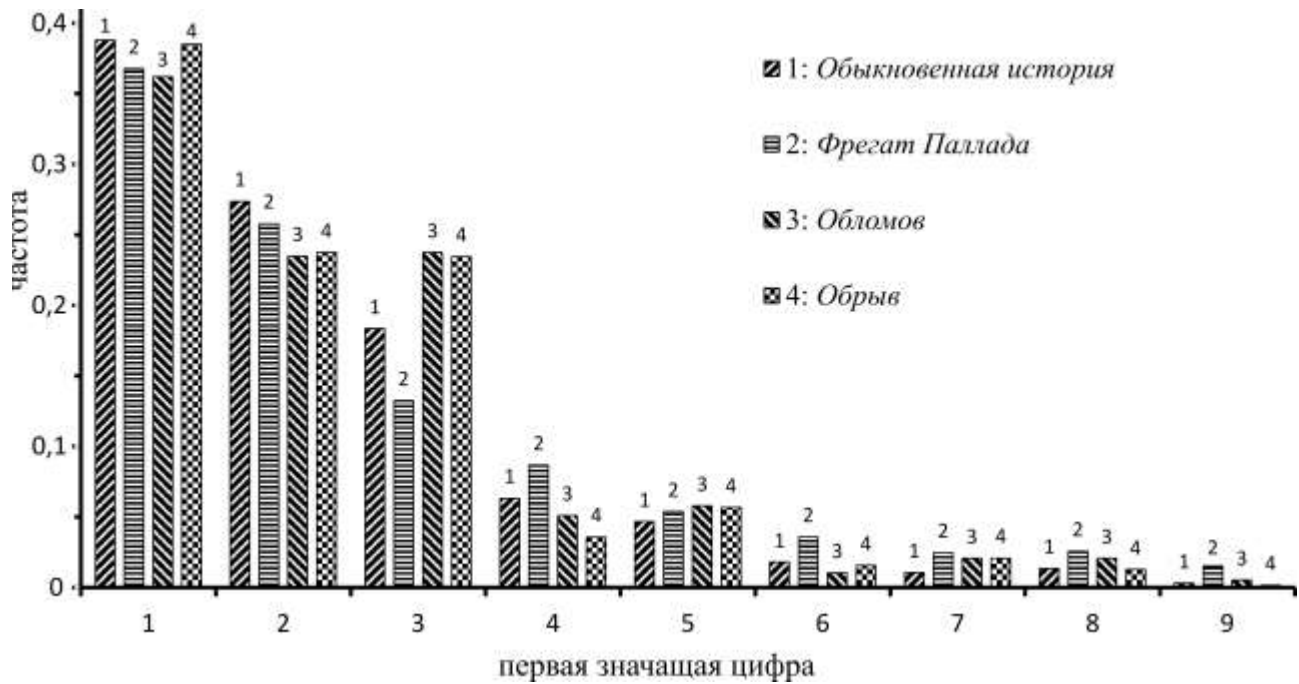 0,4
0,3
0,2
0,1
0
частота
1 2 3 4
1 2 3 4
1 2 3 4
1 2 3 4
1 2 3 4
1 2 3 4
1 2 3 4
1 2 3 4
1 2 3 4
1: Обыкновенная история
2: Фрегат Паллада
3: Обломов
4: Обрыв
1 2 3 4 5 6 7 8 9
первая значащая цифра